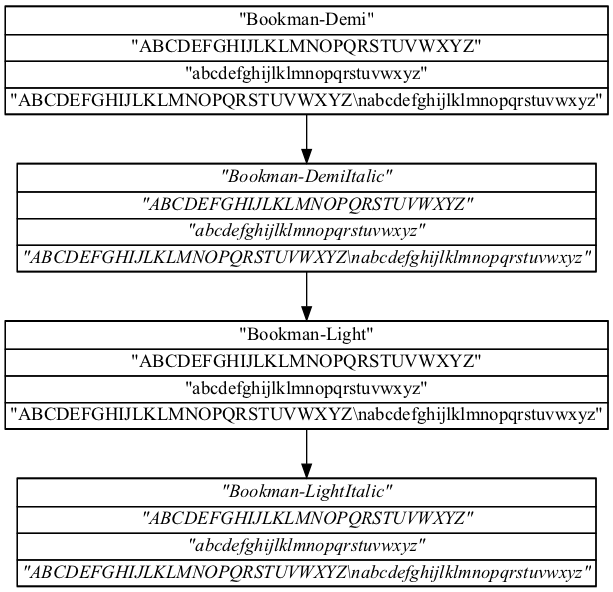 "Bookman-Demi"
"ABCDEFGHIJLKLMNOPQRSTUVWXYZ"
"abcdefghijlklmnopqrstuvwxyz"
"ABCDEFGHIJLKLMNOPQRSTUVWXYZ\nabcdefghijlklmnopqrstuvwxyz"
"Bookman-DemiItalic"
"ABCDEFGHIJLKLMNOPQRSTUVWXYZ"
"abcdefghijlklmnopqrstuvwxyz"
"ABCDEFGHIJLKLMNOPQRSTUVWXYZ\nabcdefghijlklmnopqrstuvwxyz"
"Bookman-Light"
"ABCDEFGHIJLKLMNOPQRSTUVWXYZ"
"abcdefghijlklmnopqrstuvwxyz"
"ABCDEFGHIJLKLMNOPQRSTUVWXYZ\nabcdefghijlklmnopqrstuvwxyz"
"Bookman-LightItalic"
"ABCDEFGHIJLKLMNOPQRSTUVWXYZ"
"abcdefghijlklmnopqrstuvwxyz"
"ABCDEFGHIJLKLMNOPQRSTUVWXYZ\nabcdefghijlklmnopqrstuvwxyz"